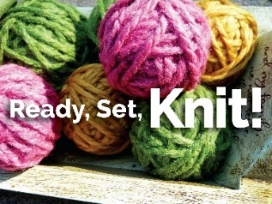 Ready, Set, Knit!